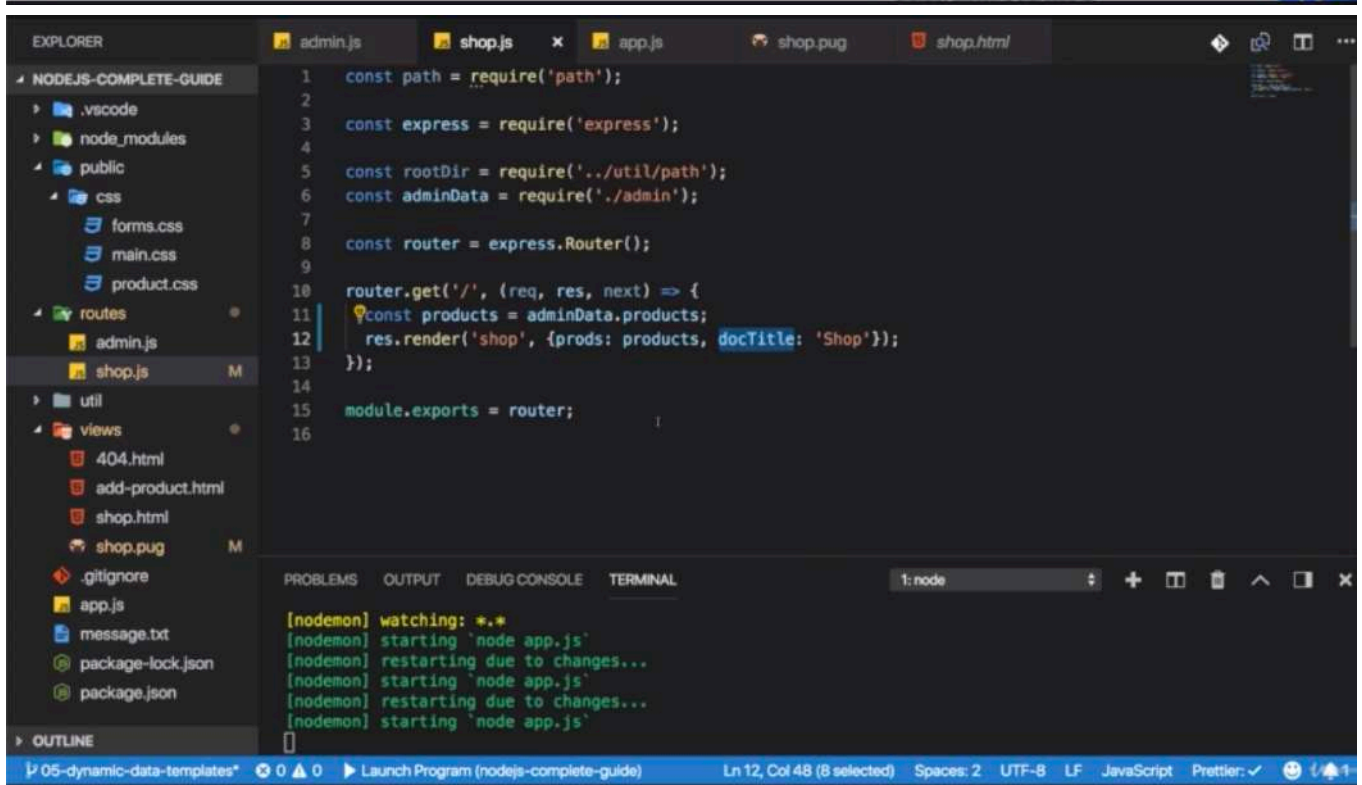 EXPLORER
NODEJS-COMPLETE-GUIDE
.vscode
node_modules
public
css
forms.css
main.css
product.css
routes
admin.js
shop.js M
util
views
404.html
add-product.html
shop.html
shop.pug M
.gitignore
app.js
message.txt
package-lock.json
package.json
OUTLINE
admin.js shop.js × app.js shop.pug shop.html
1 const path = require('path');
2
3 const express = require('express');
4
5 const rootDir = require('../util/path');
6 const adminData = require('./admin');
7
8 const router = express.Router();
9
10 router.get('/', (req, res, next) => {
11 const products = adminData.products;
12 res.render('shop', {prods: products, docTitle: 'Shop'});
13 });
14
15 module.exports = router;
16
PROBLEMS OUTPUT DEBUG CONSOLE TERMINAL 1: node
[nodemon] watching: *.*
[nodemon] starting `node app.js`
[nodemon] restarting due to changes...
[nodemon] starting `node app.js`
[nodemon] restarting due to changes...
[nodemon] starting `node app.js`
05-dynamic-data-templates* 0 0 Launch Program (nodejs-complete-guide) Ln 12, Col 48 (8 selected) Spaces: 2 UTF-8 LF JavaScript Prettier: ✓